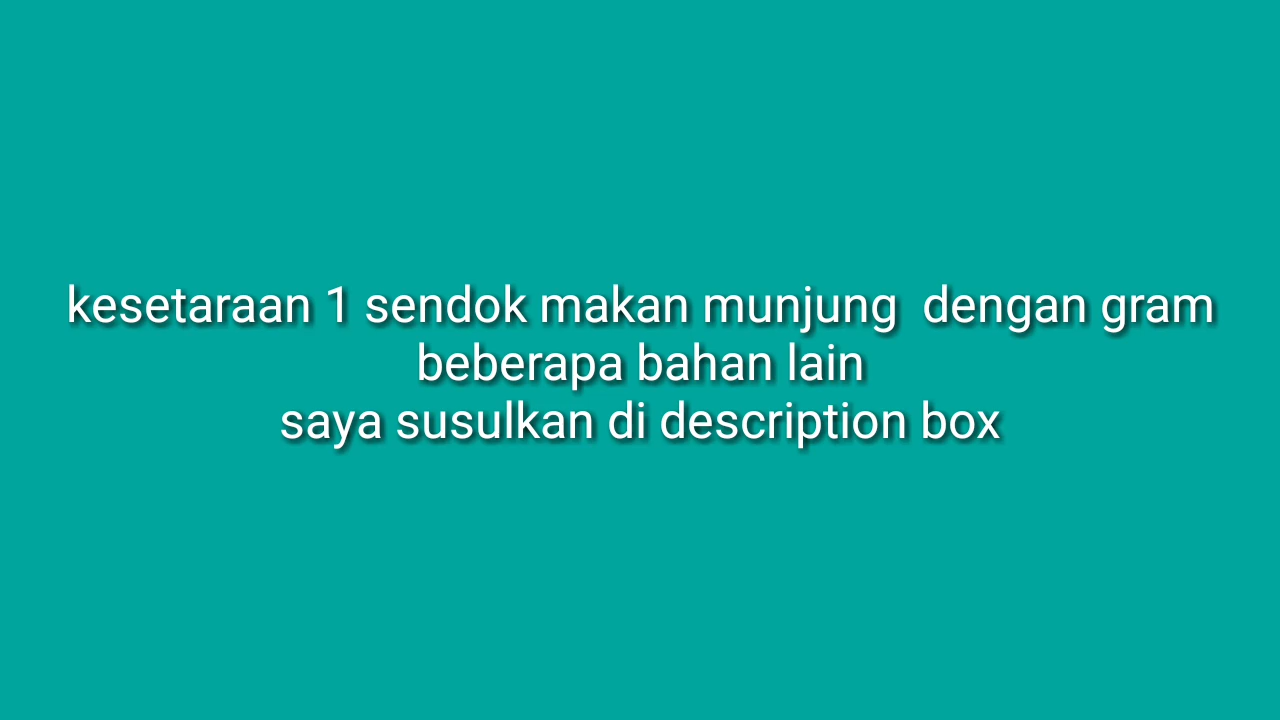 kesetaraan 1 sendok makan munjung  dengan gram
beberapa bahan lain
saya susulkan di description box